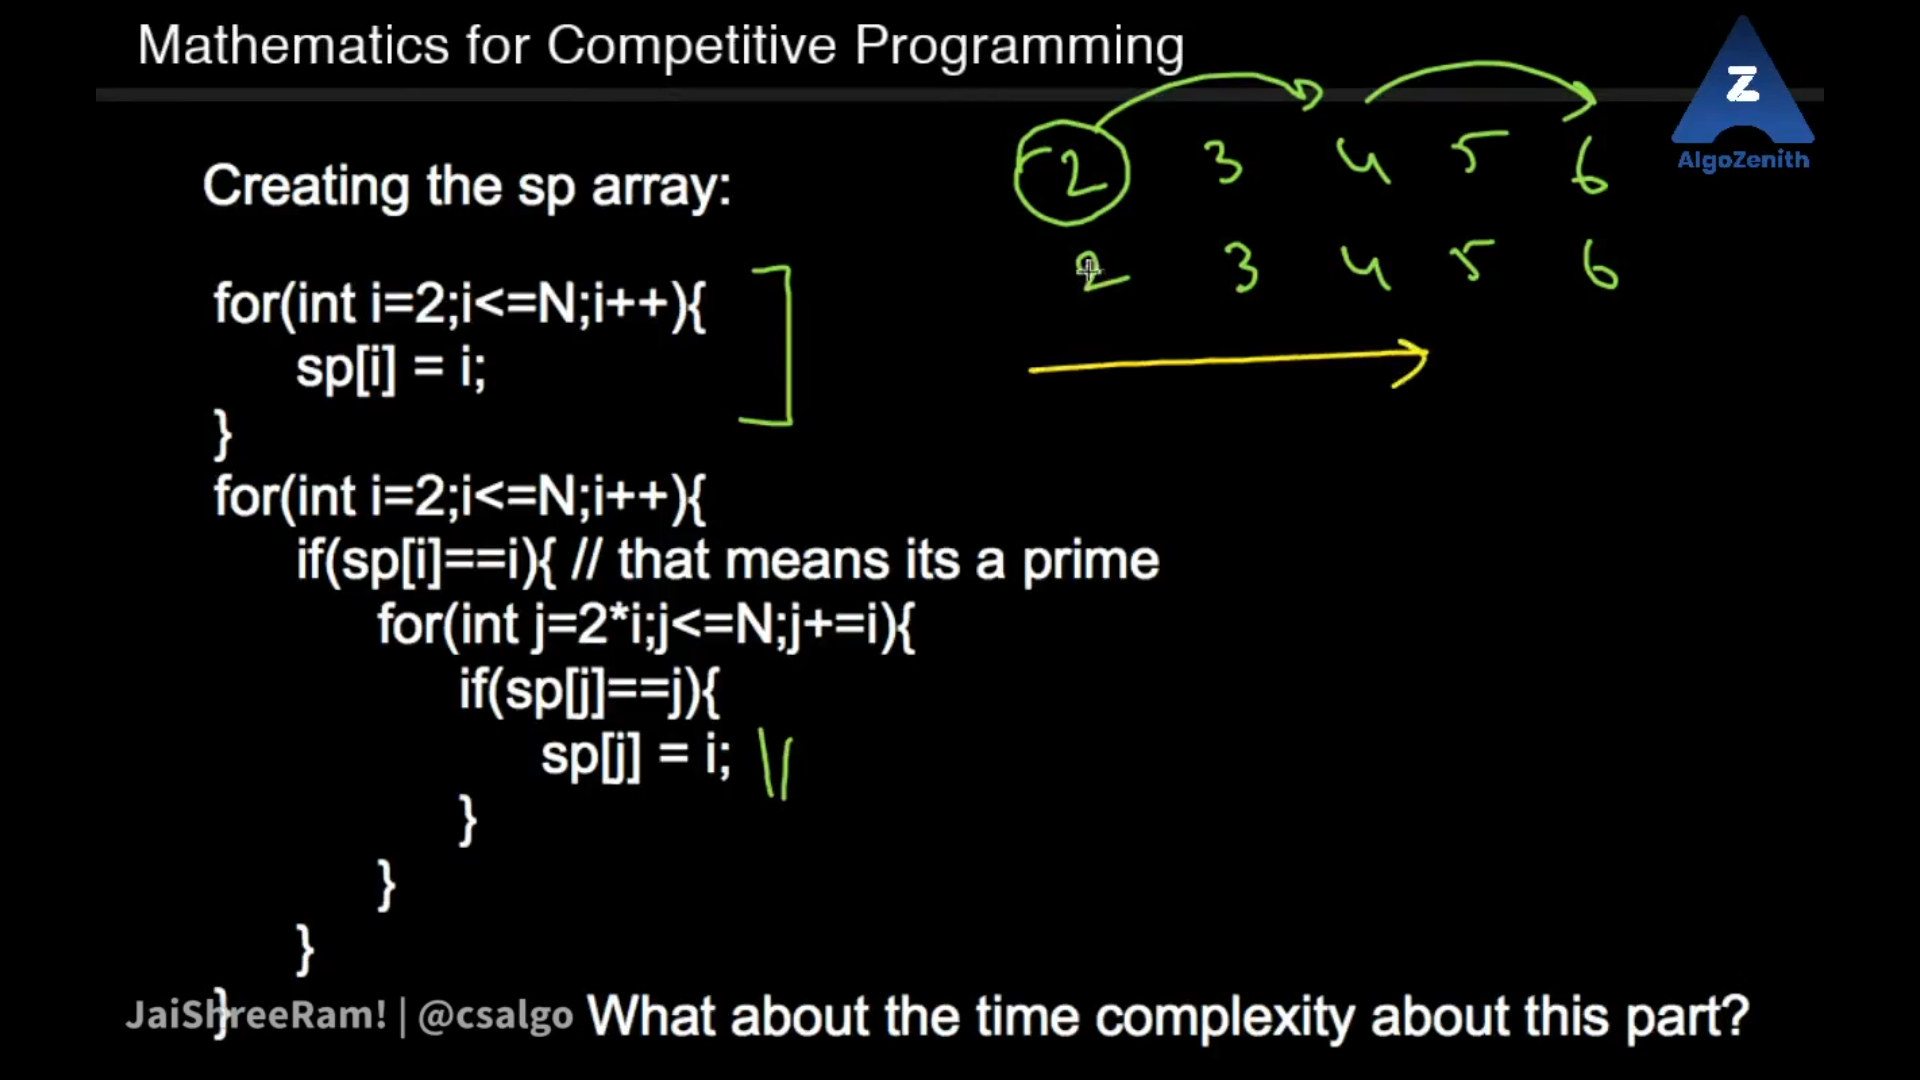 Mathematics for Competitive Programming
Z
AlgoZenith
2 3 4 5 6
Creating the sp array:
2 3 4 5 6
for(int i=2;i<=N;i++){
sp[i] = i;
}
for(int i=2;i<=N;i++){
if(sp[i]==i){ // that means its a prime
for(int j=2*i;j<=N;j+=i){
if(sp[j]==j){
sp[j] = i;
}
}
}
}
JaiShreeRam! | @csalgo What about the time complexity about this part?